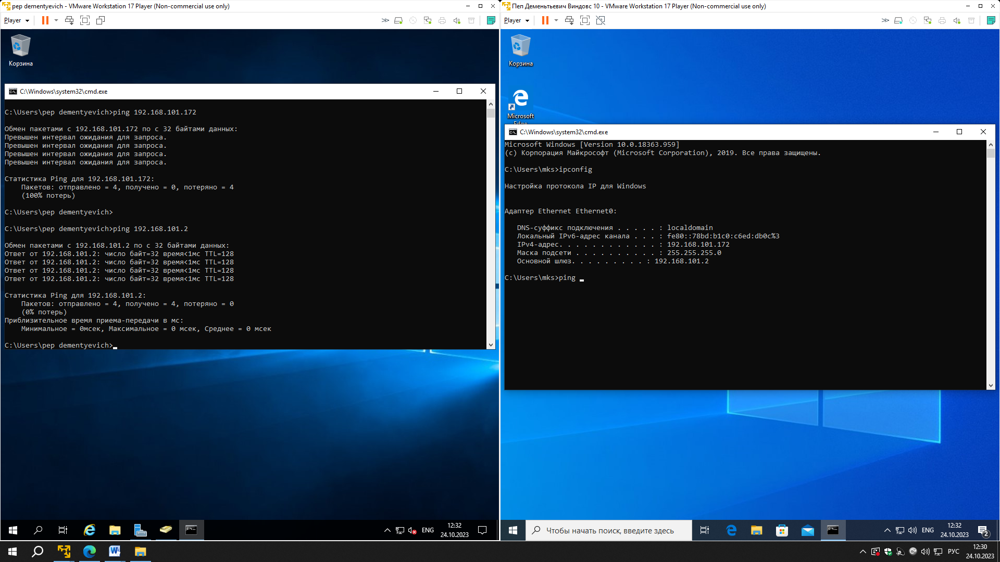 pep dementyevich - VMware Workstation 17 Player (Non-commercial use only)
Player
Корзина
C:\Windows\system32\cmd.exe
C:\Users\pep dementyevich>ping 192.168.101.172
Обмен пакетами с 192.168.101.172 по с 32 байтами данных:
Превышен интервал ожидания для запроса.
Превышен интервал ожидания для запроса.
Превышен интервал ожидания для запроса.
Превышен интервал ожидания для запроса.
Статистика Ping для 192.168.101.172:
Пакетов: отправлено = 4, получено = 0, потеряно = 4
(100% потерь)
C:\Users\pep dementyevich>
C:\Users\pep dementyevich>ping 192.168.101.2
Обмен пакетами с 192.168.101.2 по с 32 байтами данных:
Ответ от 192.168.101.2: число байт=32 время<1мс TTL=128
Ответ от 192.168.101.2: число байт=32 время<1мс TTL=128
Ответ от 192.168.101.2: число байт=32 время<1мс TTL=128
Ответ от 192.168.101.2: число байт=32 время<1мс TTL=128
Статистика Ping для 192.168.101.2:
Пакетов: отправлено = 4, получено = 4, потеряно = 0
(0% потерь)
Приблизительное время приема-передачи в мс:
Минимальное = 0мсек, Максимальное = 0 мсек, Среднее = 0 мсек
C:\Users\pep dementyevich>
ENG
12:32
24.10.2023
Пеп Деменьтьевич Виндовс 10 - VMware Workstation 17 Player (Non-commercial use only)
Player
Корзина
Microsoft
Edge
C:\Windows\system32\cmd.exe
Microsoft Windows [Version 10.0.18363.959]
(c) Корпорация Майкрософт (Microsoft Corporation), 2019. Все права защищены.
C:\Users\mks>ipconfig
Настройка протокола IP для Windows
Адаптер Ethernet Ethernet0:
DNS-суффикс подключения . . . . . : localdomain
Локальный IPv6-адрес канала . . . : fe80::78bd:b1c0:c6ed:db0c%3
IPv4-адрес. . . . . . . . . . . . : 192.168.101.172
Маска подсети . . . . . . . . . . : 255.255.255.0
Основной шлюз. . . . . . . . . : 192.168.101.2
C:\Users\mks>ping
Чтобы начать поиск, введите здесь
ENG
12:32
24.10.2023
2
РУС
12:30
24.10.2023